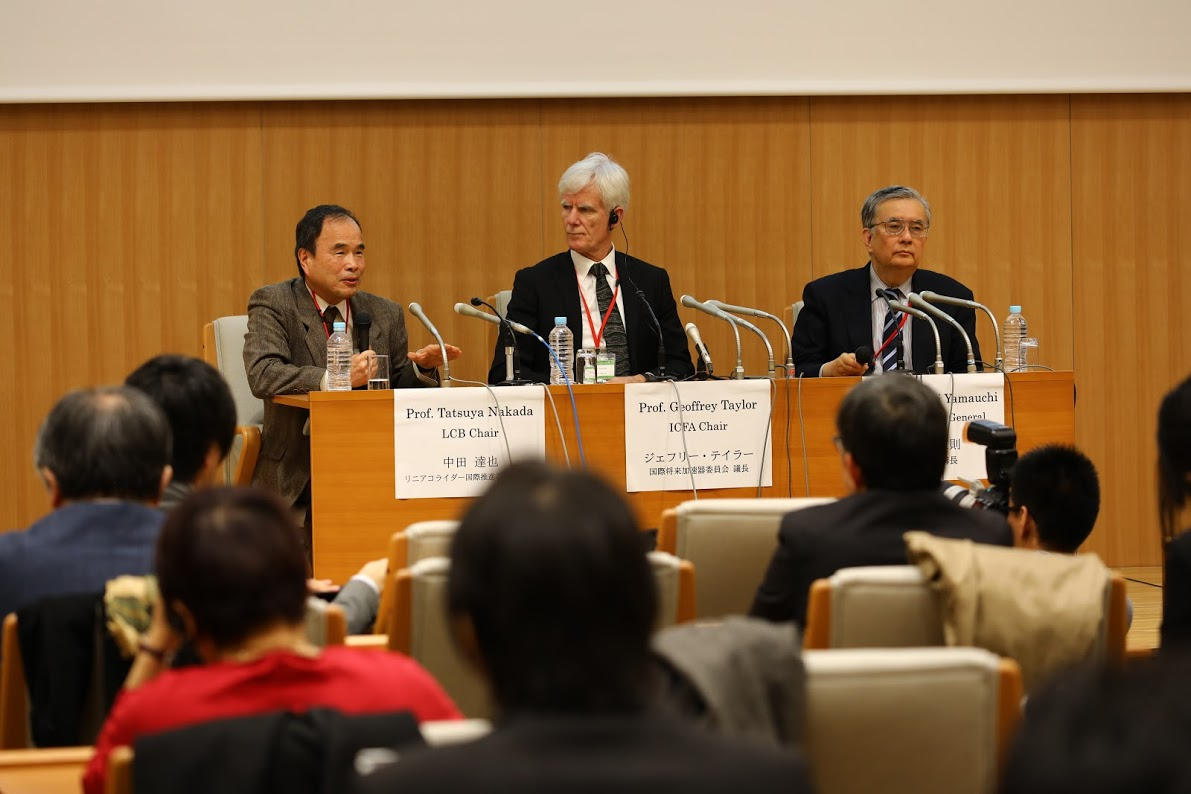 Prof. Tatsuya Nakada
LCB Chair
中田 達也
リニアコライダー国際推進
Prof. Geoffrey Taylor
ICFA Chair
ジェフリー・テイラー
国際将来加速器委員会 議長
Yamauchi
General
則
長